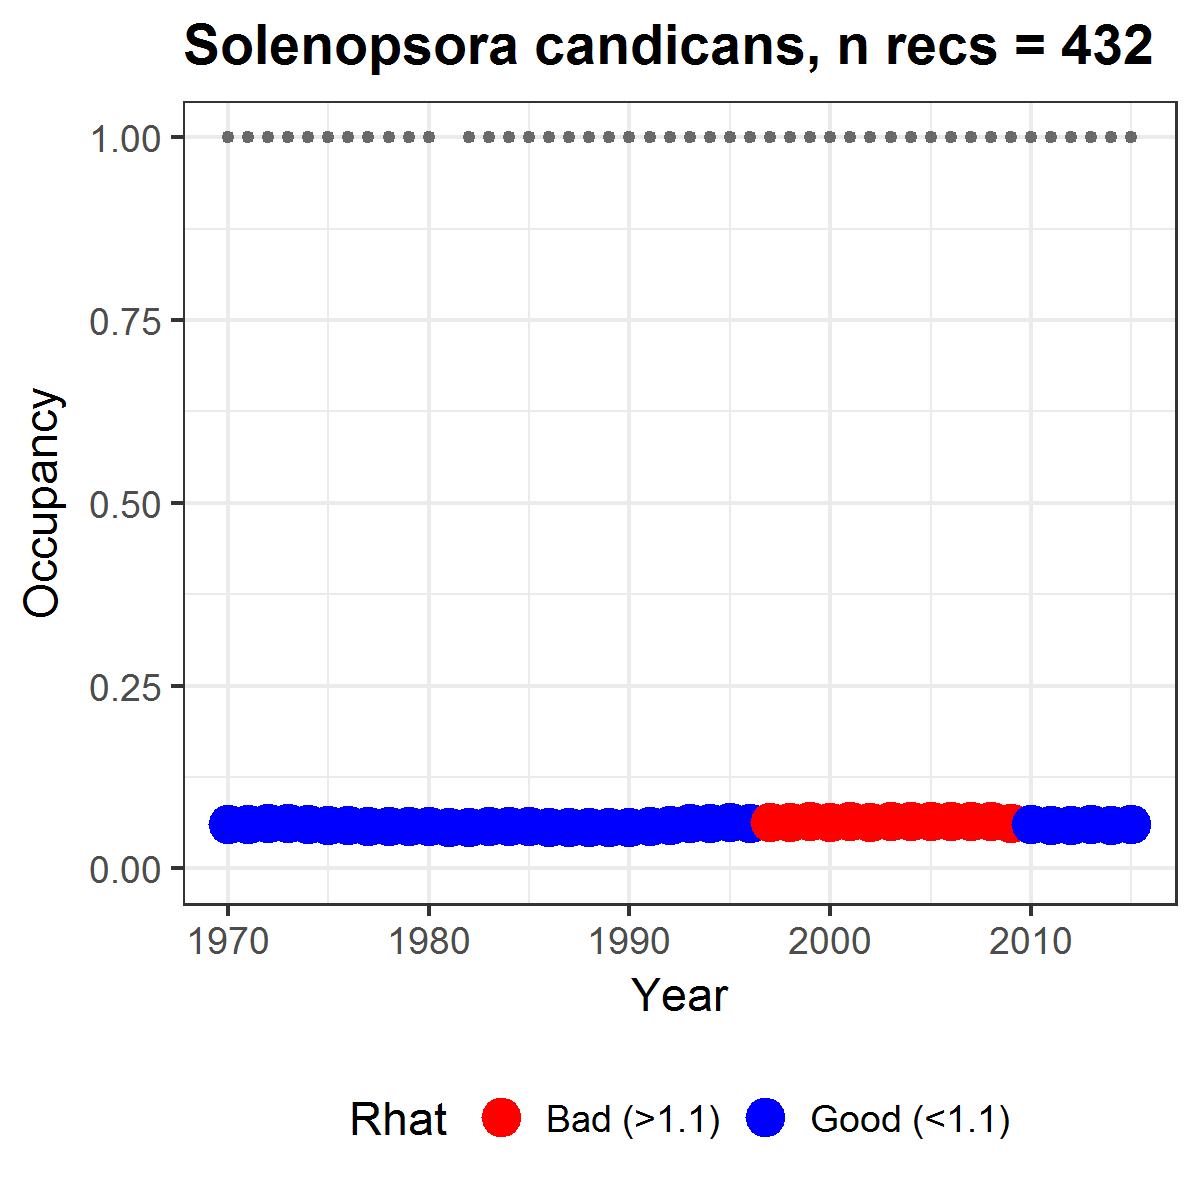 Solenopsora candicans, n recs = 432
1.00
0.75
0.50
0.25
0.00
Occupancy
1970 1980 1990 2000 2010
Year
Rhat Bad (>1.1) Good (<1.1)